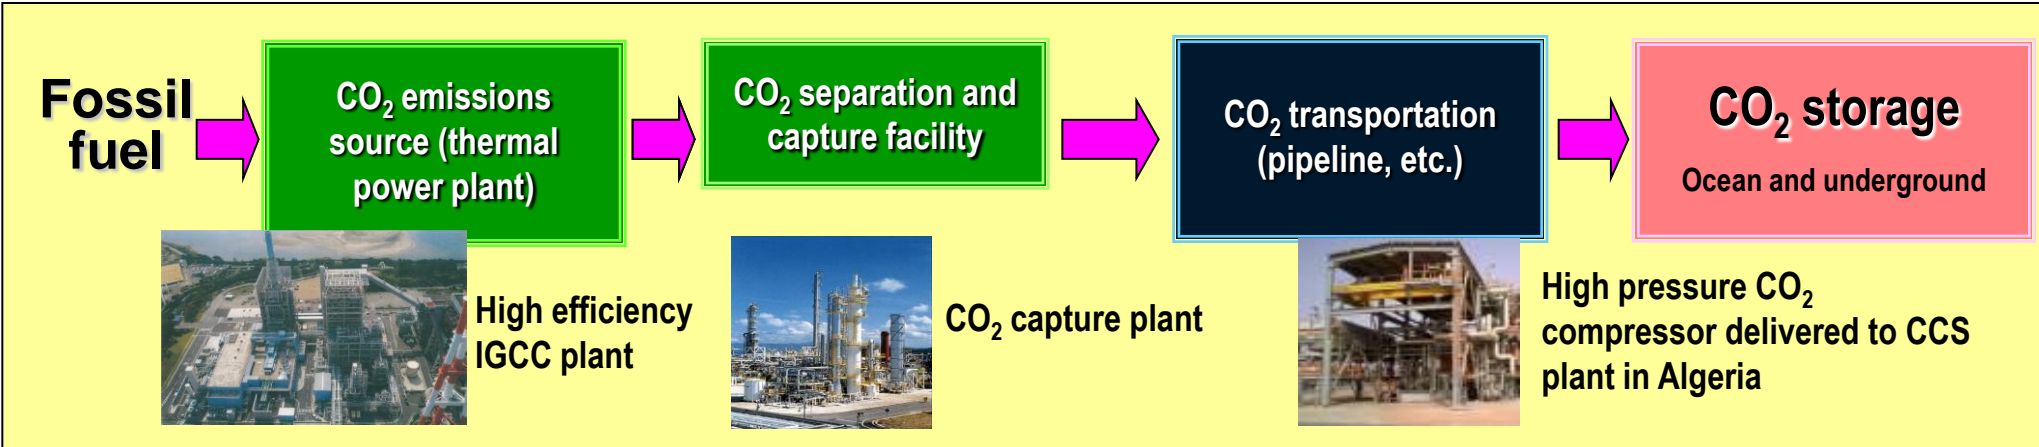 Fossil
fuel
CO₂ emissions
source (thermal
power plant)
CO₂ separation and
capture facility
CO₂ transportation
(pipeline, etc.)
CO₂ storage
Ocean and underground
High efficiency
IGCC plant
CO₂ capture plant
High pressure CO₂
compressor delivered to CCS
plant in Algeria